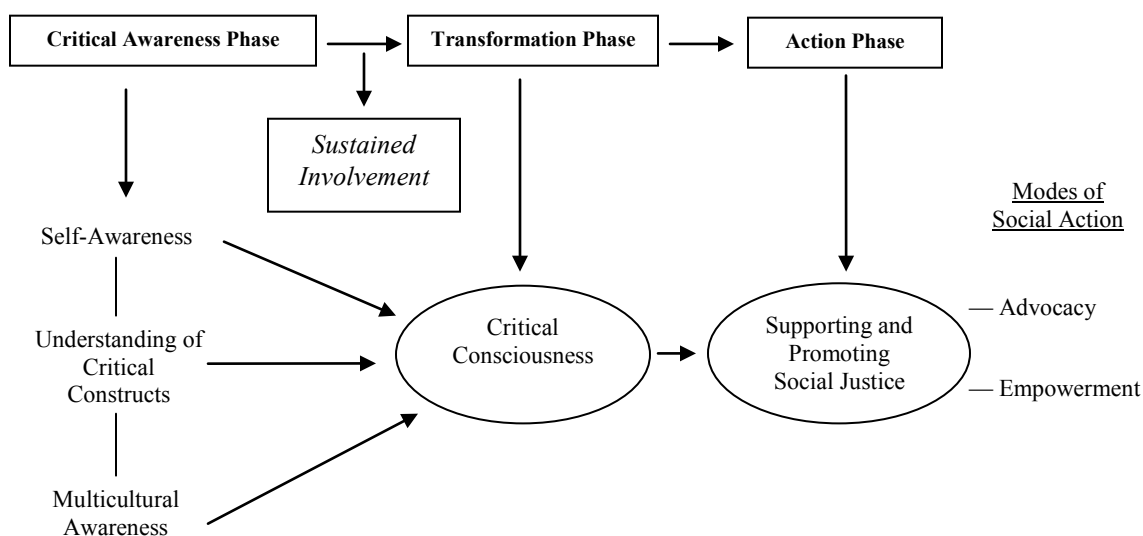 Critical Awareness Phase
Transformation Phase
Action Phase
Sustained
Involvement
Modes of
Social Action
Self-Awareness
Understanding of
Critical
Constructs
Multicultural
Awareness
Critical
Consciousness
Supporting and
Promoting
Social Justice
— Advocacy
— Empowerment